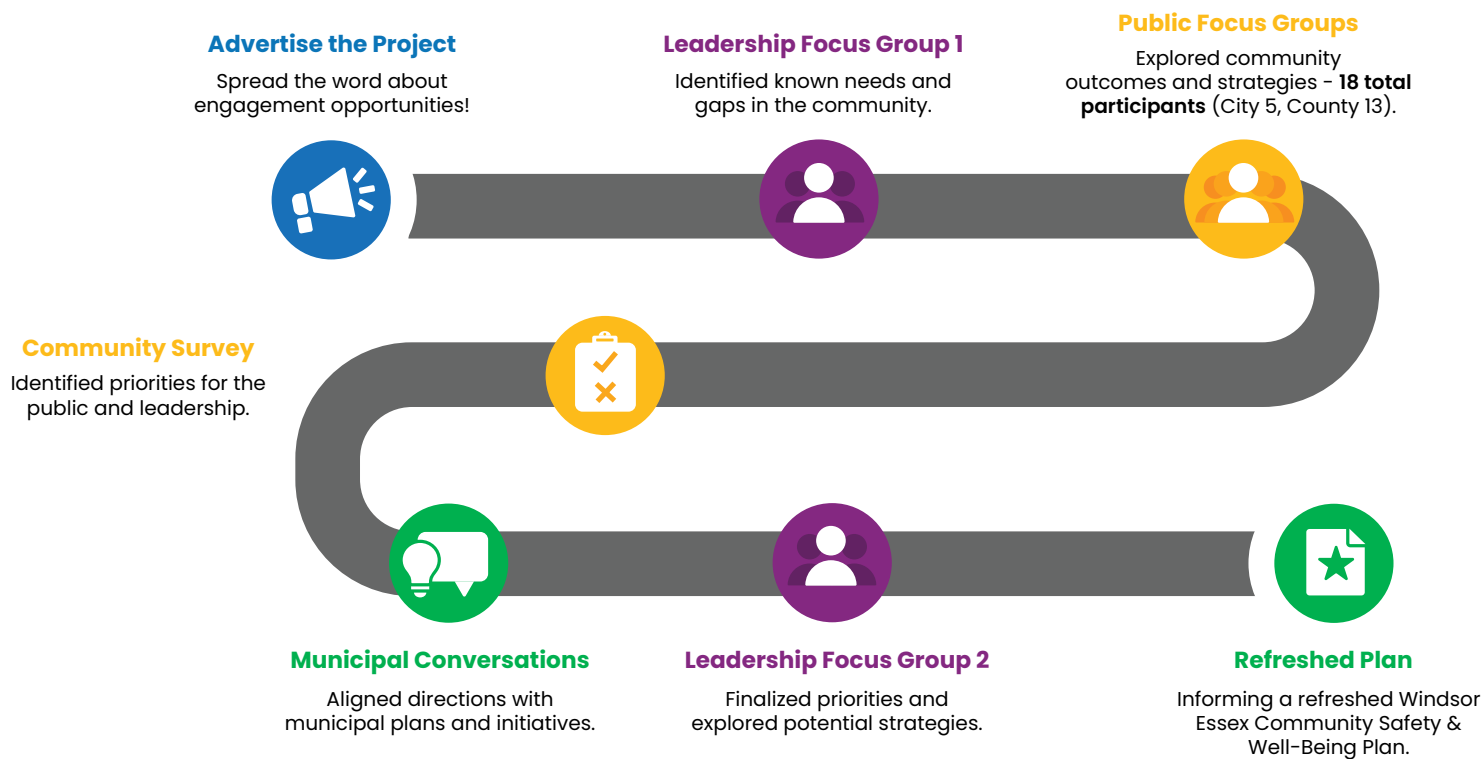 Advertise the Project
Spread the word about
engagement opportunities!
Leadership Focus Group 1
Identified known needs and
gaps in the community.
Public Focus Groups
Explored community
outcomes and strategies - 18 total
participants (City 5, County 13).
Community Survey
Identified priorities for the
public and leadership.
Municipal Conversations
Aligned directions with
municipal plans and initiatives.
Leadership Focus Group 2
Finalized priorities and
explored potential strategies.
Refreshed Plan
Informing a refreshed Windsor
Essex Community Safety &
Well-Being Plan.